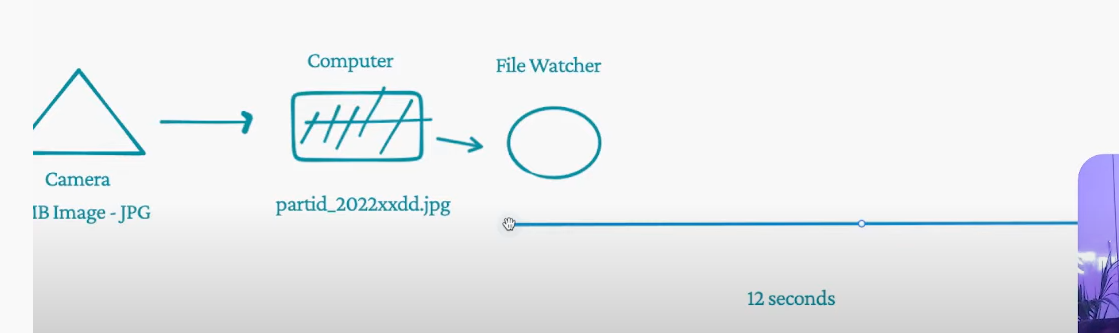 Computer
File Watcher
Camera
IB Image - JPG
partid_2022xxdd.jpg
12 seconds